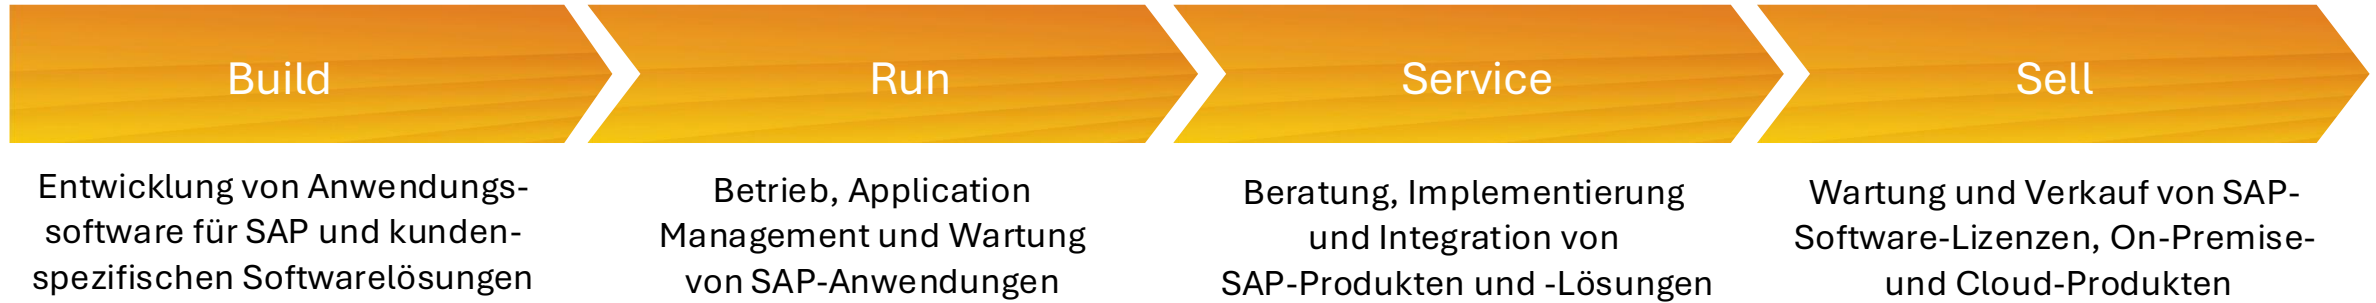 Build
Entwicklung von Anwendungs-
software für SAP und kunden-
spezifischen Softwarelösungen
Run
Betrieb, Application
Management und Wartung
von SAP-Anwendungen
Service
Beratung, Implementierung
und Integration von
SAP-Produkten und -Lösungen
Sell
Wartung und Verkauf von SAP-
Software-Lizenzen, On-Premise-
und Cloud-Produkten